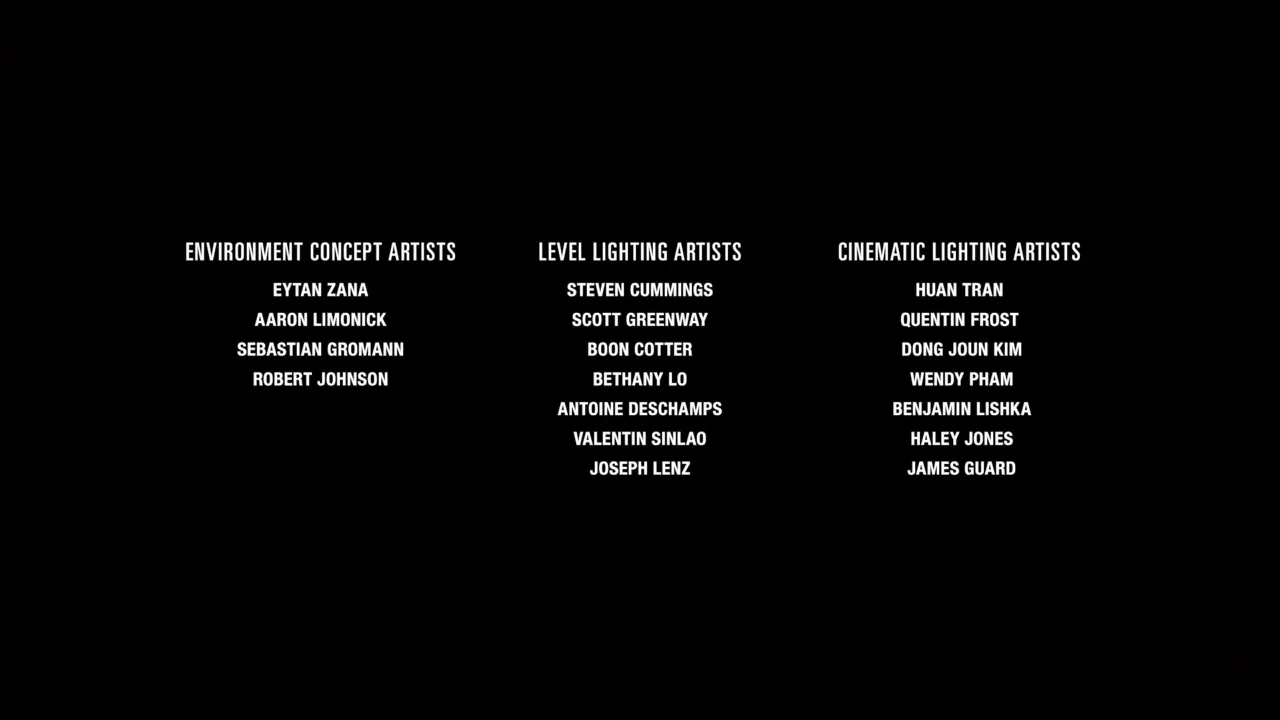 ENVIRONMENT CONCEPT ARTISTS
EYTAN ZANA
AARON LIMONICK
SEBASTIAN GROMANN
ROBERT JOHNSON
LEVEL LIGHTING ARTISTS
STEVEN CUMMINGS
SCOTT GREENWAY
BOON COTTER
BETHANY LO
ANTOINE DESCHAMPS
VALENTIN SINLAO
JOSEPH LENZ
CINEMATIC LIGHTING ARTISTS
HUAN TRAN
QUENTIN FROST
DONG JOUN KIM
WENDY PHAM
BENJAMIN LISHKA
HALEY JONES
JAMES GUARD